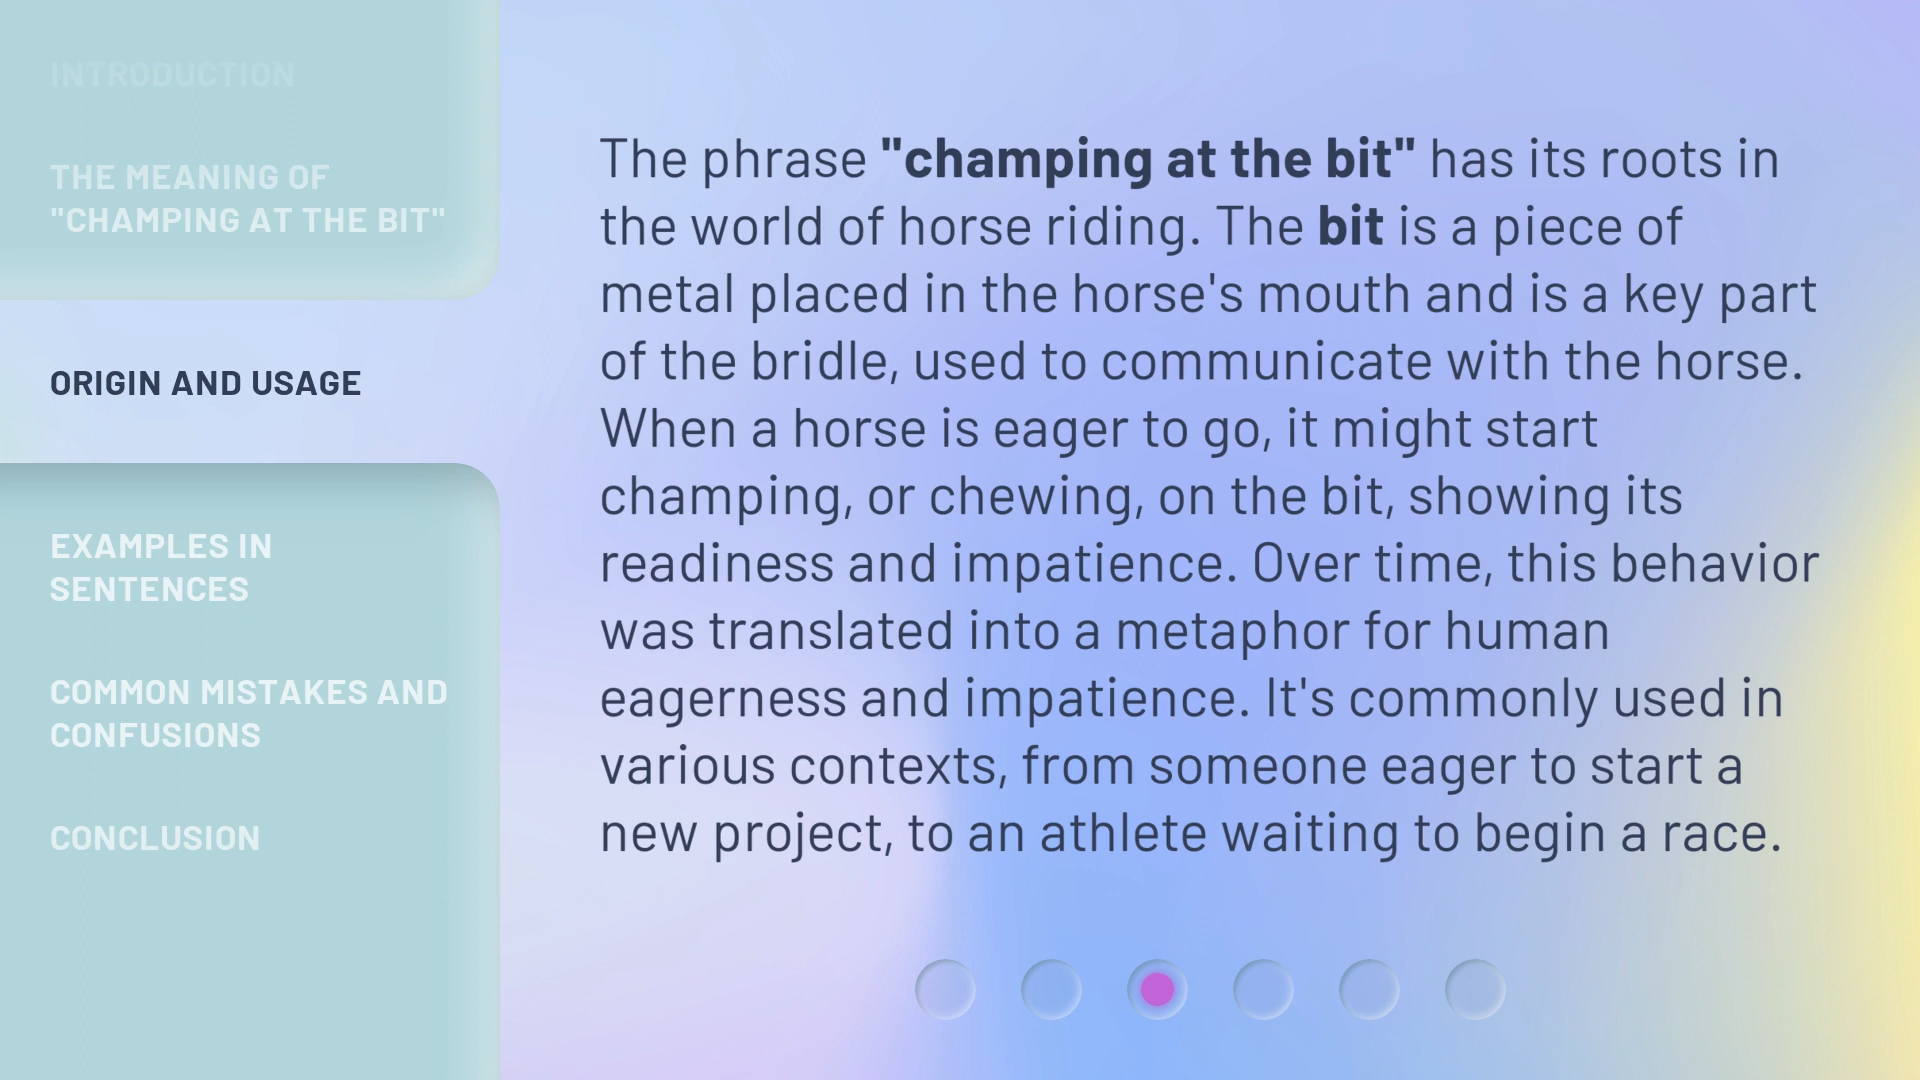 INTRODUCTION
THE MEANING OF
"CHAMPING AT THE BIT"
ORIGIN AND USAGE
EXAMPLES IN
SENTENCES
COMMON MISTAKES AND
CONFUSIONS
CONCLUSION
The phrase "champing at the bit" has its roots in
the world of horse riding. The bit is a piece of
metal placed in the horse's mouth and is a key part
of the bridle, used to communicate with the horse.
When a horse is eager to go, it might start
champing, or chewing, on the bit, showing its
readiness and impatience. Over time, this behavior
was translated into a metaphor for human
eagerness and impatience. It's commonly used in
various contexts, from someone eager to start a
new project, to an athlete waiting to begin a race.